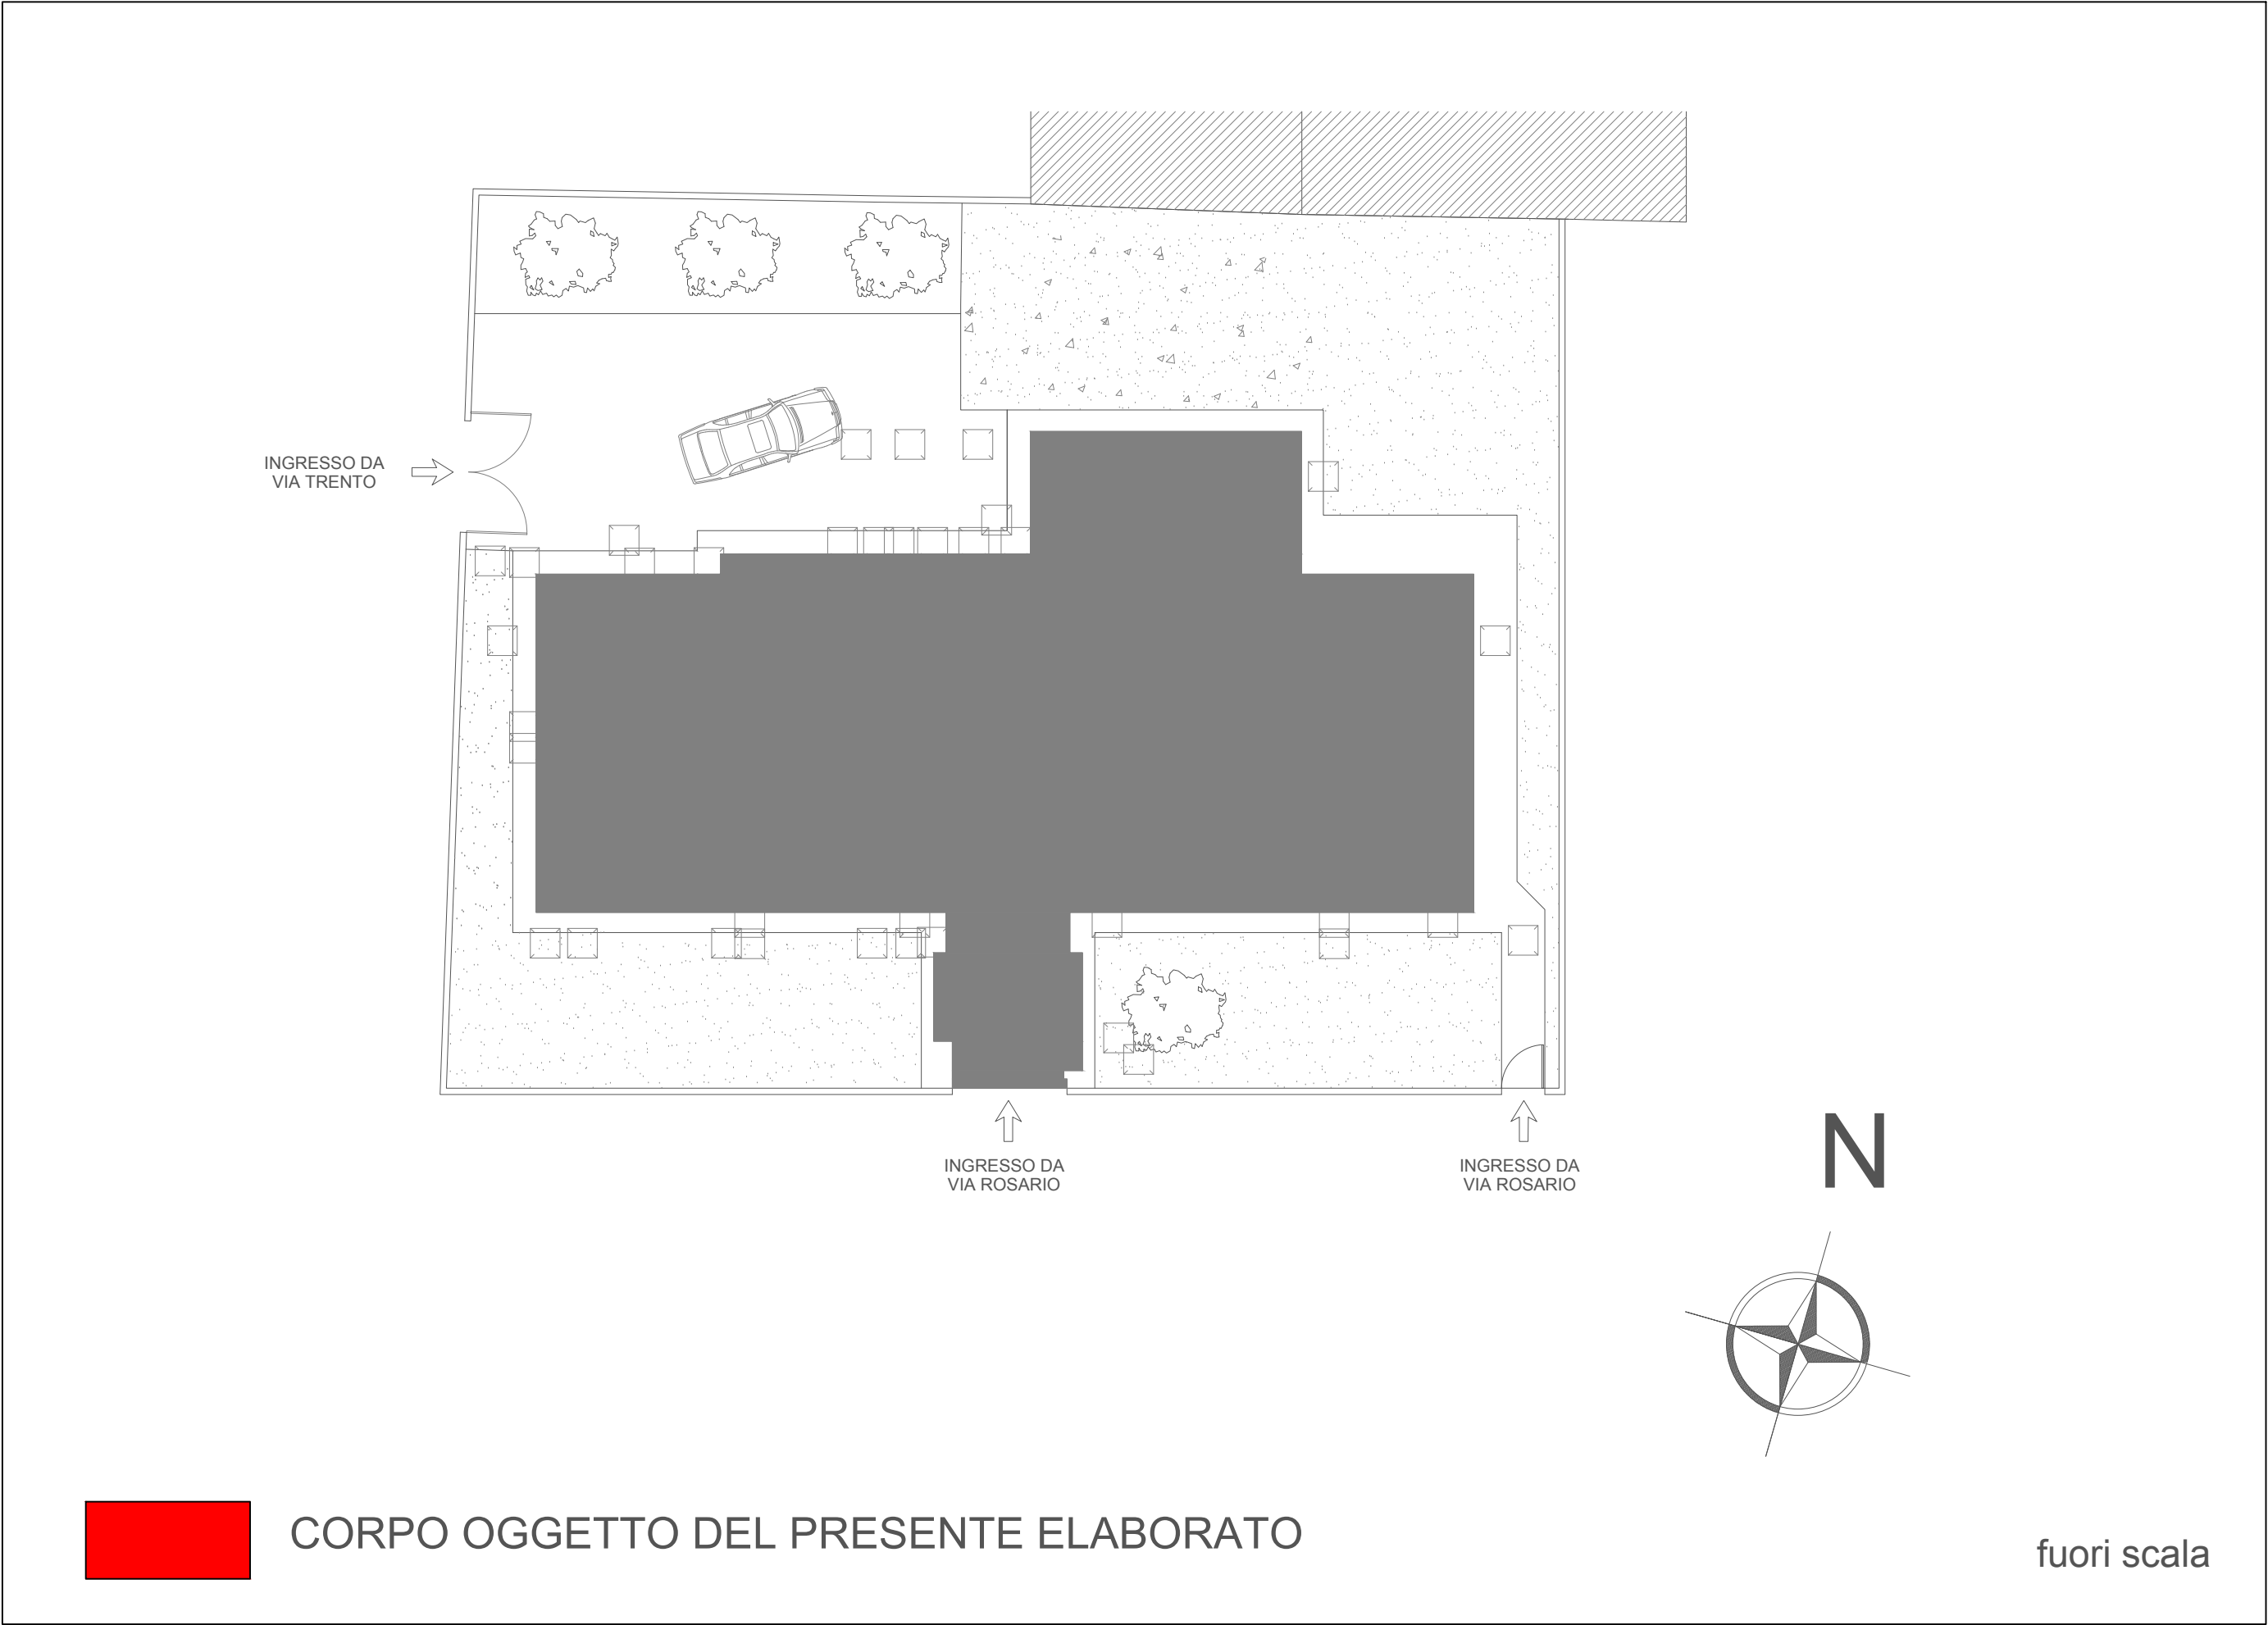 INGRESSO DA
VIA TRENTO
INGRESSO DA
VIA ROSARIO
INGRESSO DA
VIA ROSARIO
N
CORPO OGGETTO DEL PRESENTE ELABORATO
fuori scala